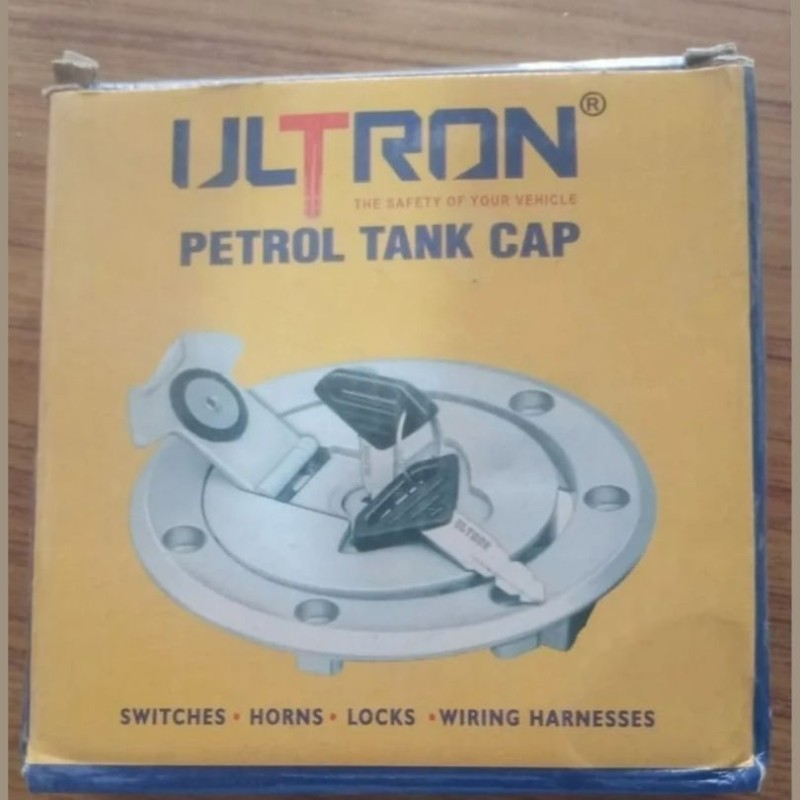 ULTRON®
THE SAFETY OF YOUR VEHICLE
PETROL TANK CAP
ULTRON
SWITCHES • HORNS • LOCKS • WIRING HARNESSES